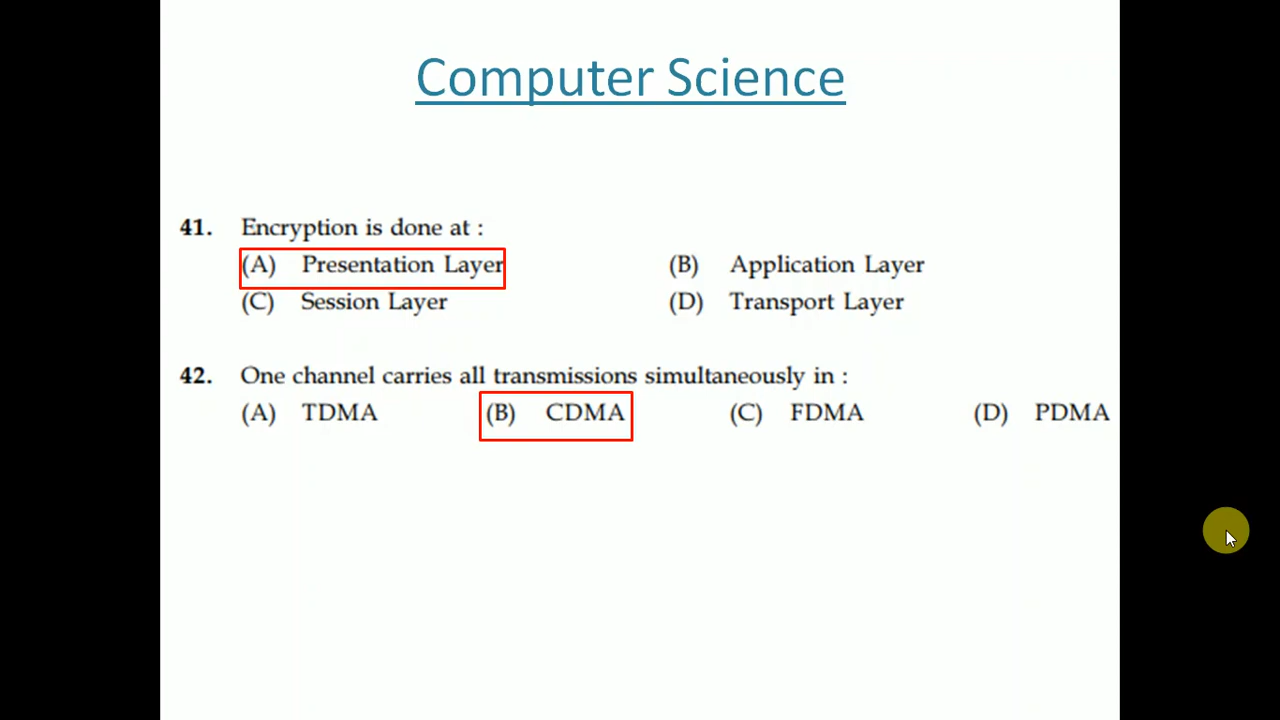 Computer Science
41. Encryption is done at :
(A) Presentation Layer (B) Application Layer
(C) Session Layer (D) Transport Layer
42. One channel carries all transmissions simultaneously in :
(A) TDMA (B) CDMA (C) FDMA (D) PDMA